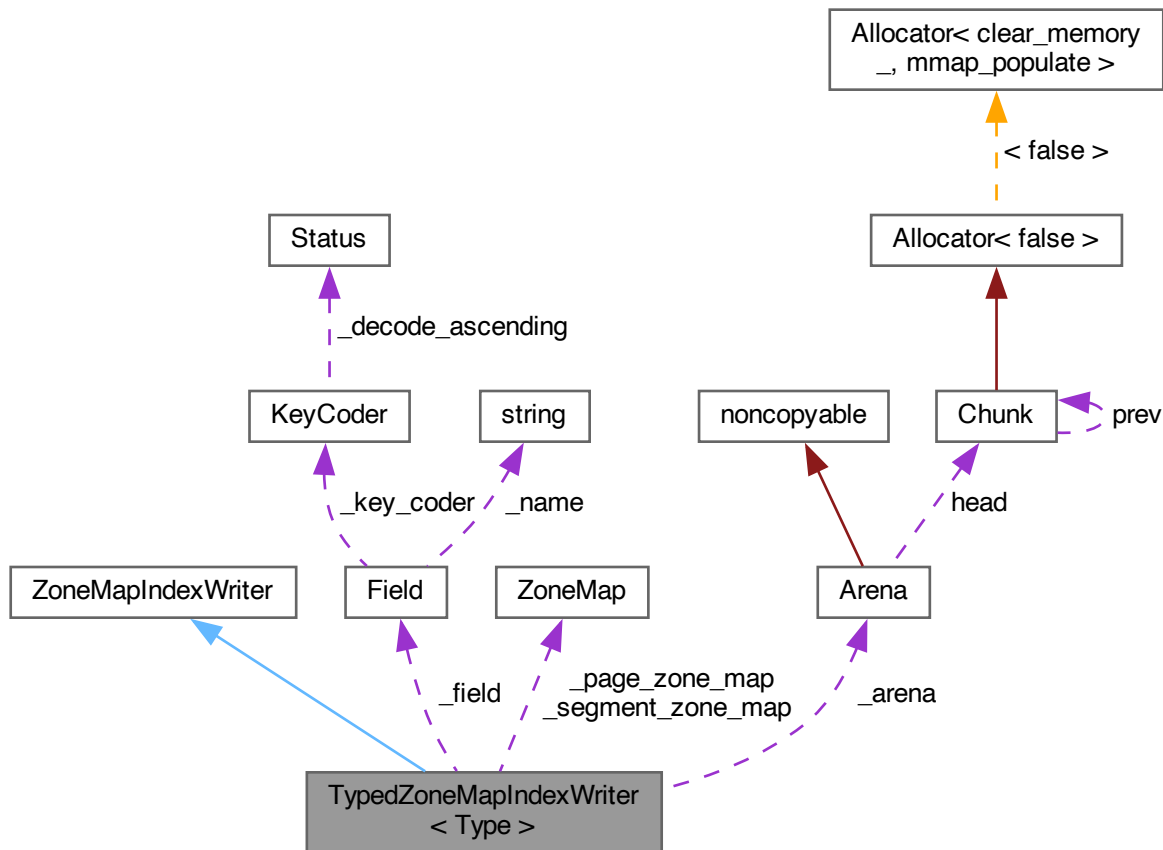 Allocator< clear_memory
_, mmap_populate >
< false >
Status
Allocator< false >
_decode_ascending
KeyCoder
string
noncopyable
Chunk
prev
_key_coder
_name
head
ZoneMapIndexWriter
Field
ZoneMap
Arena
_field
_page_zone_map
_segment_zone_map
_arena
TypedZoneMapIndexWriter
< Type >